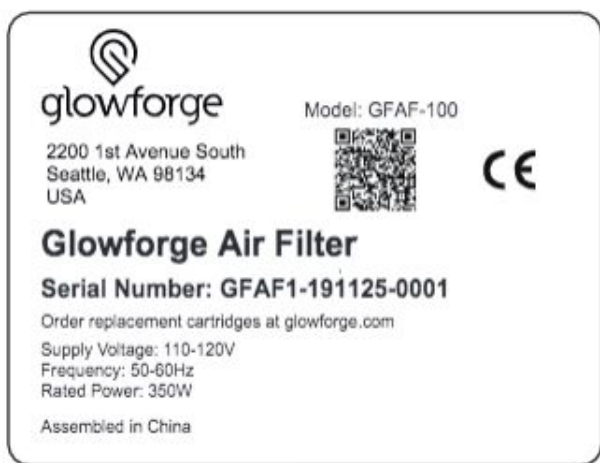 glowforge
Model: GFAF-100
2200 1st Avenue South
Seattle, WA 98134
USA
CE
Glowforge Air Filter
Serial Number: GFAF1-191125-0001
Order replacement cartridges at glowforge.com
Supply Voltage: 110-120V
Frequency: 50-60Hz
Rated Power: 350W
Assembled in China